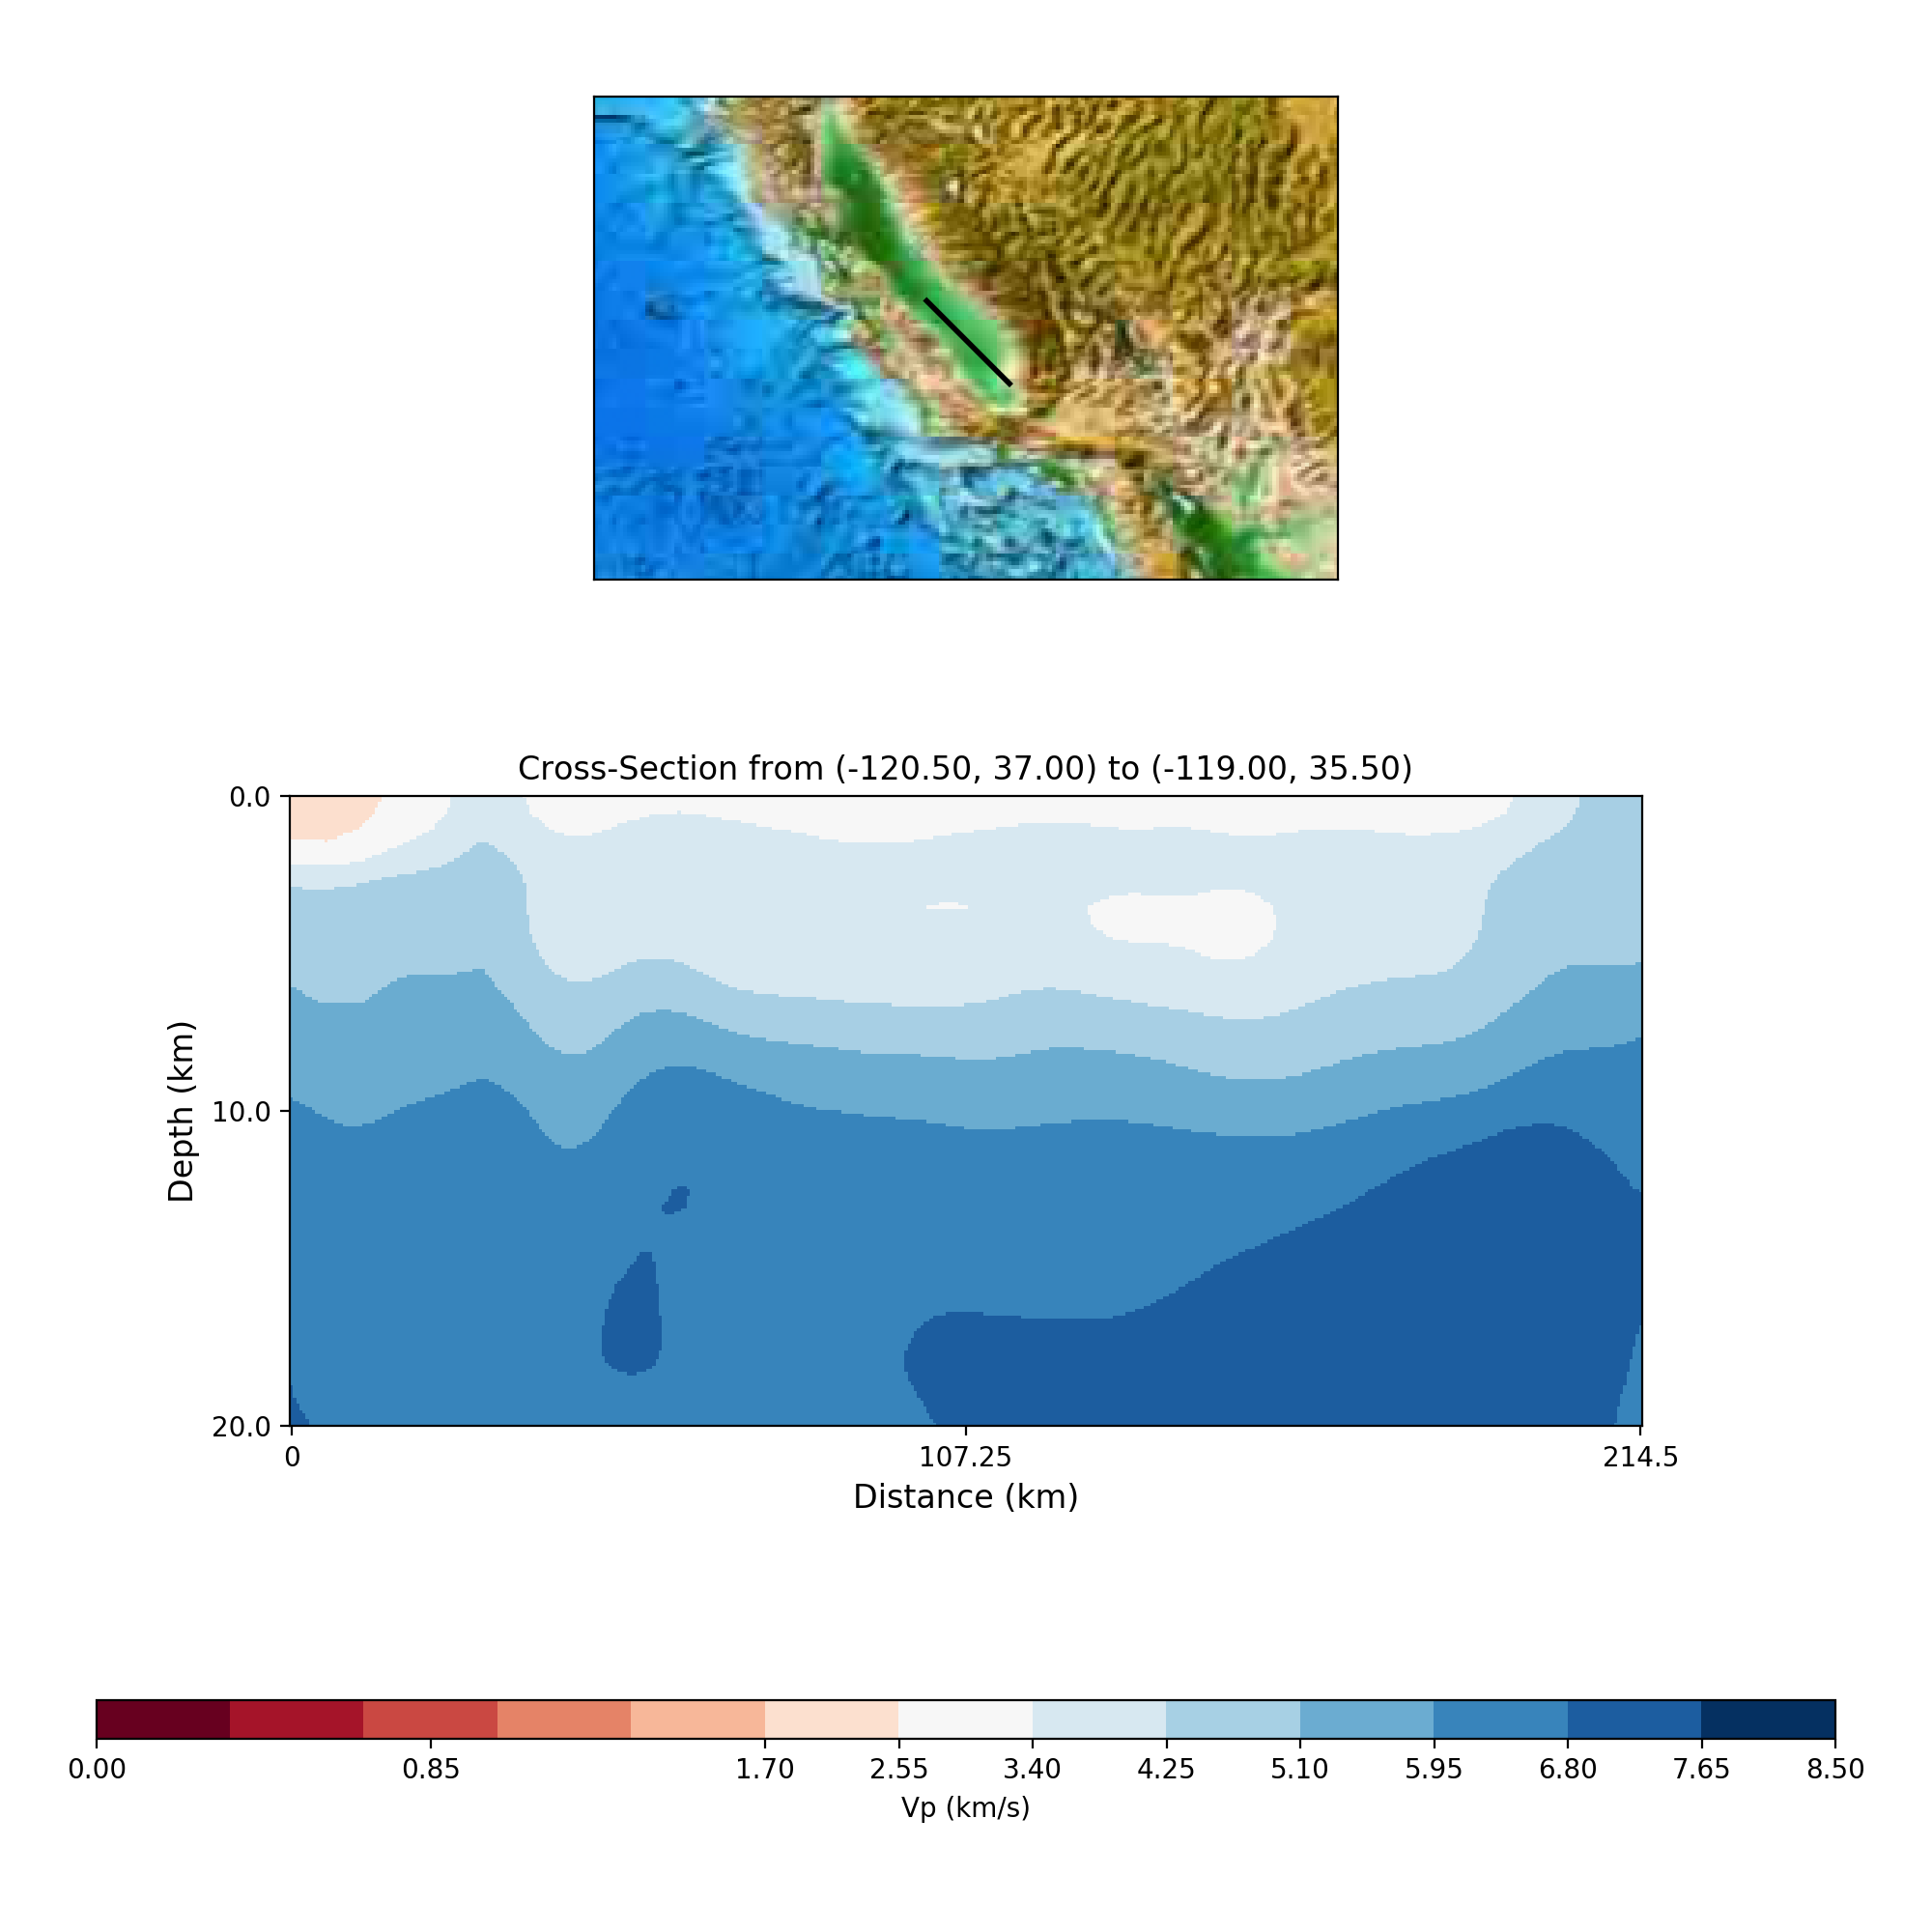 Cross-Section from (-120.50, 37.00) to (-119.00, 35.50)
0.0
10.0
20.0
Depth (km)
0 107.25 214.5
Distance (km)
0.00 0.85 1.70 2.55 3.40 4.25 5.10 5.95 6.80 7.65 8.50
Vp (km/s)